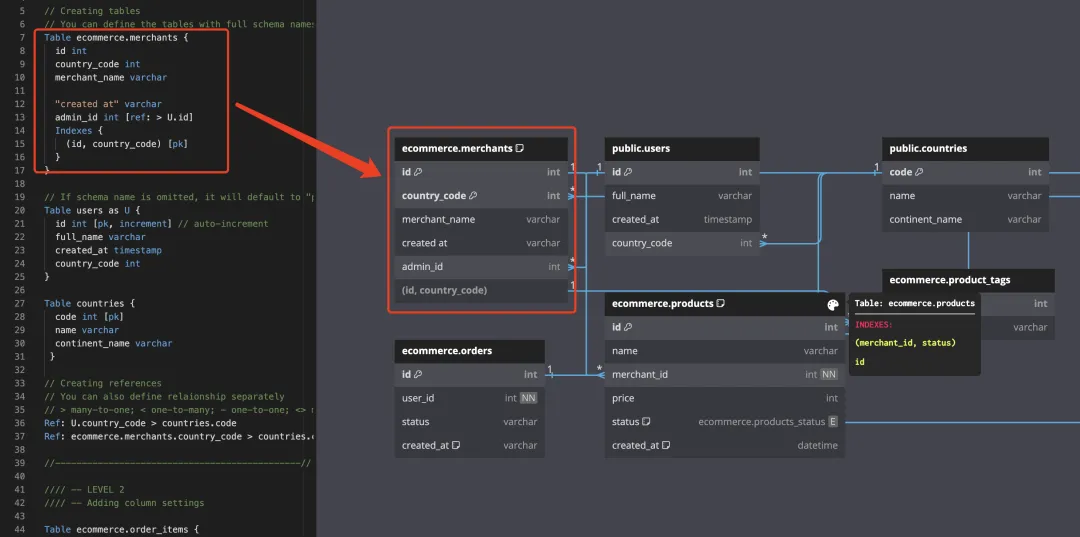 5 // Creating tables
6 // You can define the tables with full schema names
7 Table ecommerce.merchants {
8 id int
9 country_code int
10 merchant_name varchar
11
12 "created at" varchar
13 admin_id int [ref: > U.id]
14 Indexes {
15 (id, country_code) [pk]
16 }
17 }
18
19 // If schema name is omitted, it will default to "p
20 Table users as U {
21 id int [pk, increment] // auto-increment
22 full_name varchar
23 created_at timestamp
24 country_code int
25 }
26
27 Table countries {
28 code int [pk]
29 name varchar
30 continent_name varchar
31 }
32
33 // Creating references
34 // You can also define relaionship separately
35 // > many-to-one; < one-to-many; - one-to-one; <>
36 Ref: U.country_code > countries.code
37 Ref: ecommerce.merchants.country_code > countries.c
38
39 //----------------------------------------------//
40
41 //// -- LEVEL 2
42 //// -- Adding column settings
43
44 Table ecommerce.order_items {
ecommerce.merchants
id int
country_code int
merchant_name varchar
created at varchar
admin_id int
(id, country_code)
1
*
*
1
public.users
1
id int
full_name varchar
created_at timestamp
country_code int
*
public.countries
1
code int
name varchar
continent_name varchar
ecommerce.product_tags
int
varchar
ecommerce.orders
id int
user_id int NN
status varchar
created_at varchar
1
*
ecommerce.products
id int
name varchar
merchant_id int NN
price int
status ecommerce.products_status E
created_at datetime
Table: ecommerce.products
INDEXES:
(merchant_id, status)
id